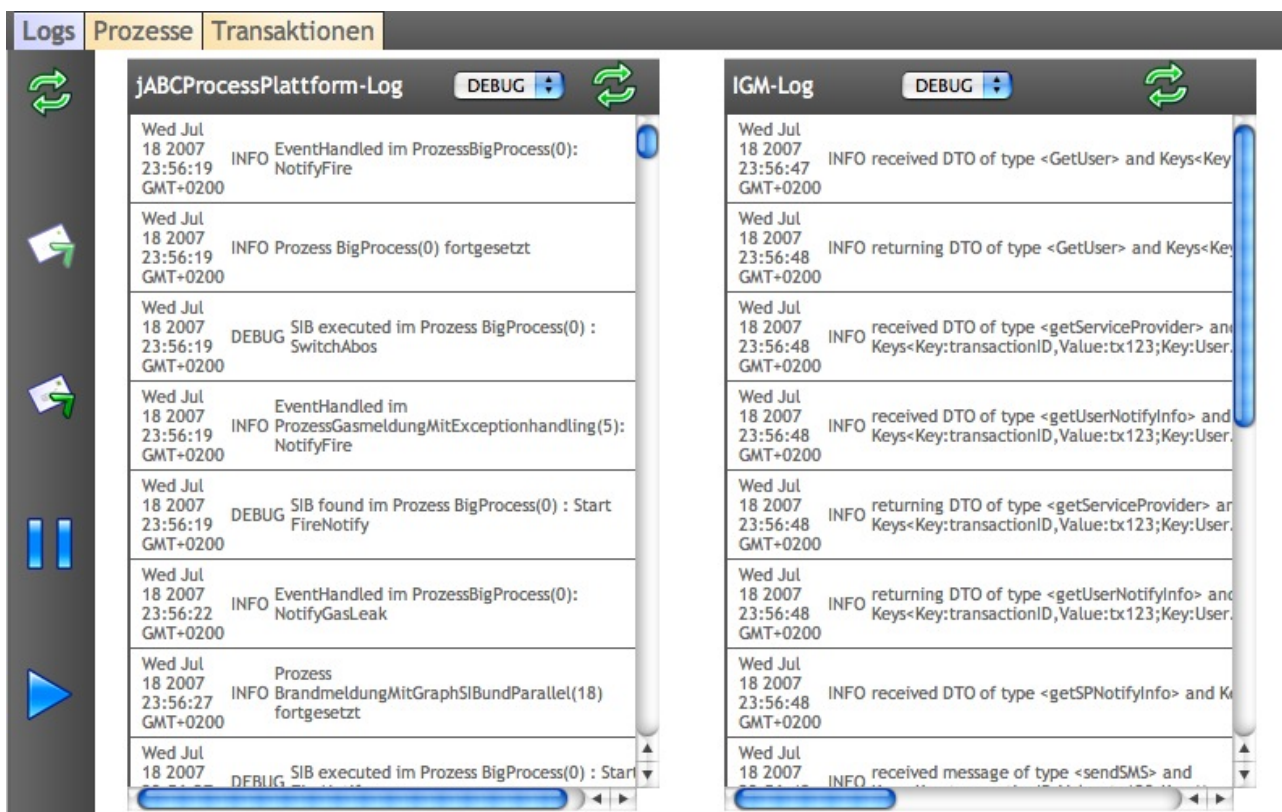 Logs Prozesse Transaktionen
jABCProcessPlattform-Log DEBUG
Wed Jul
18 2007
23:56:19
GMT+0200
INFO
EventHandled im ProzessBigProcess(0):
NotifyFire
Wed Jul
18 2007
23:56:19
GMT+0200
INFO
Prozess BigProcess(0) fortgesetzt
Wed Jul
18 2007
23:56:19
GMT+0200
DEBUG
SIB executed im Prozess BigProcess(0) :
SwitchAbos
Wed Jul
18 2007
23:56:19
GMT+0200
INFO
EventHandled im
ProzessGasmeldungMitExceptionhandling(5):
NotifyFire
Wed Jul
18 2007
23:56:19
GMT+0200
DEBUG
SIB found im Prozess BigProcess(0) : Start
FireNotify
Wed Jul
18 2007
23:56:22
GMT+0200
INFO
EventHandled im ProzessBigProcess(0):
NotifyGasLeak
Wed Jul
18 2007
23:56:27
GMT+0200
INFO
Prozess
BrandmeldungMitGraphSIBundParallel(18)
fortgesetzt
Wed Jul
18 2007
DEBUG
SIB executed im Prozess BigProcess(0) : Start
IGM-Log DEBUG
Wed Jul
18 2007
23:56:47
GMT+0200
INFO
received DTO of type <GetUser> and Keys<Key
Wed Jul
18 2007
23:56:48
GMT+0200
INFO
returning DTO of type <GetUser> and Keys<Key
Wed Jul
18 2007
23:56:48
GMT+0200
INFO
received DTO of type <getServiceProvider> and
Keys<Key:transactionID,Value:tx123;Key:User.
Wed Jul
18 2007
23:56:48
GMT+0200
INFO
received DTO of type <getUserNotifyInfo> and
Keys<Key:transactionID,Value:tx123;Key:User.
Wed Jul
18 2007
23:56:48
GMT+0200
INFO
returning DTO of type <getServiceProvider> ar
Keys<Key:transactionID,Value:tx123;Key:User.
Wed Jul
18 2007
23:56:48
GMT+0200
INFO
returning DTO of type <getUserNotifyInfo> and
Keys<Key:transactionID,Value:tx123;Key:User.
Wed Jul
18 2007
23:56:48
GMT+0200
INFO
received DTO of type <getSPNotifyInfo> and Ke
Wed Jul
18 2007
INFO
received message of type <sendSMS> and